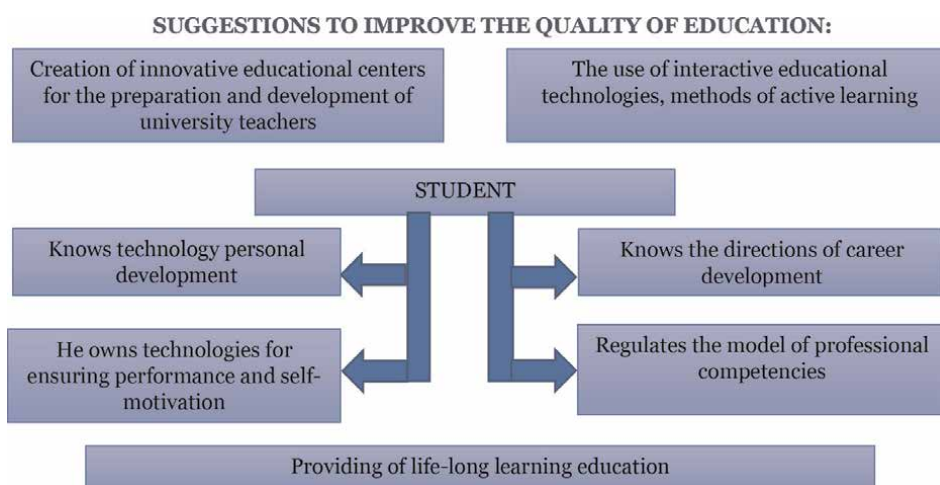 SUGGESTIONS TO IMPROVE THE QUALITY OF EDUCATION:
Creation of innovative educational centers
for the preparation and development of
university teachers
The use of interactive educational
technologies, methods of active learning
STUDENT
Knows technology personal
development
Knows the directions of career
development
He owns technologies for
ensuring performance and self-
motivation
Regulates the model of professional
competencies
Providing of life-long learning education